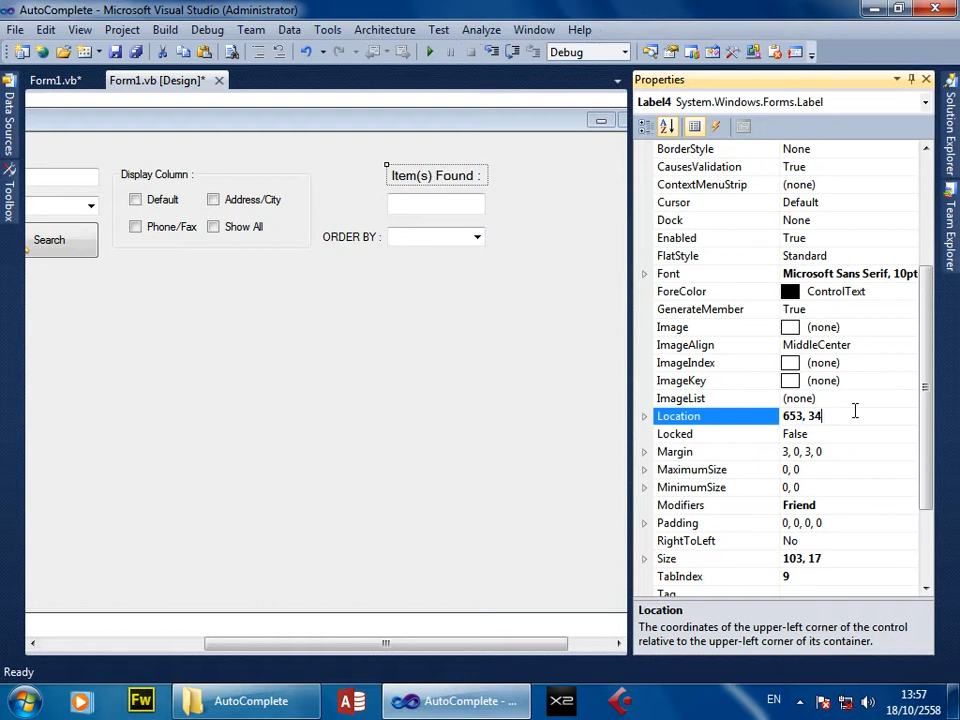 AutoComplete - Microsoft Visual Studio (Administrator)
File Edit View Project Build Debug Team Data Tools Architecture Test Analyze Window Help
Debug
Form1.vb* Form1.vb [Design]*
Data Sources
Toolbox
Display Column :
Default Address/City
Phone/Fax Show All
Search
Item(s) Found :
ORDER BY :
Properties
Label4 System.Windows.Forms.Label
BorderStyle None
CausesValidation True
ContextMenuStrip (none)
Cursor Default
Dock None
Enabled True
FlatStyle Standard
Font Microsoft Sans Serif, 10pt
ForeColor ControlText
GenerateMember True
Image (none)
ImageAlign MiddleCenter
ImageIndex (none)
ImageKey (none)
ImageList (none)
Location 653, 34
Locked False
Margin 3, 0, 3, 0
MaximumSize 0, 0
MinimumSize 0, 0
Modifiers Friend
Padding 0, 0, 0, 0
RightToLeft No
Size 103, 17
TabIndex 9
Tag
Location
The coordinates of the upper-left corner of the control
relative to the upper-left corner of its container.
Solution Explorer
Team Explorer
Ready
Fw
AutoComplete
AutoComplete - ...
X2
EN
13:57
18/10/2558